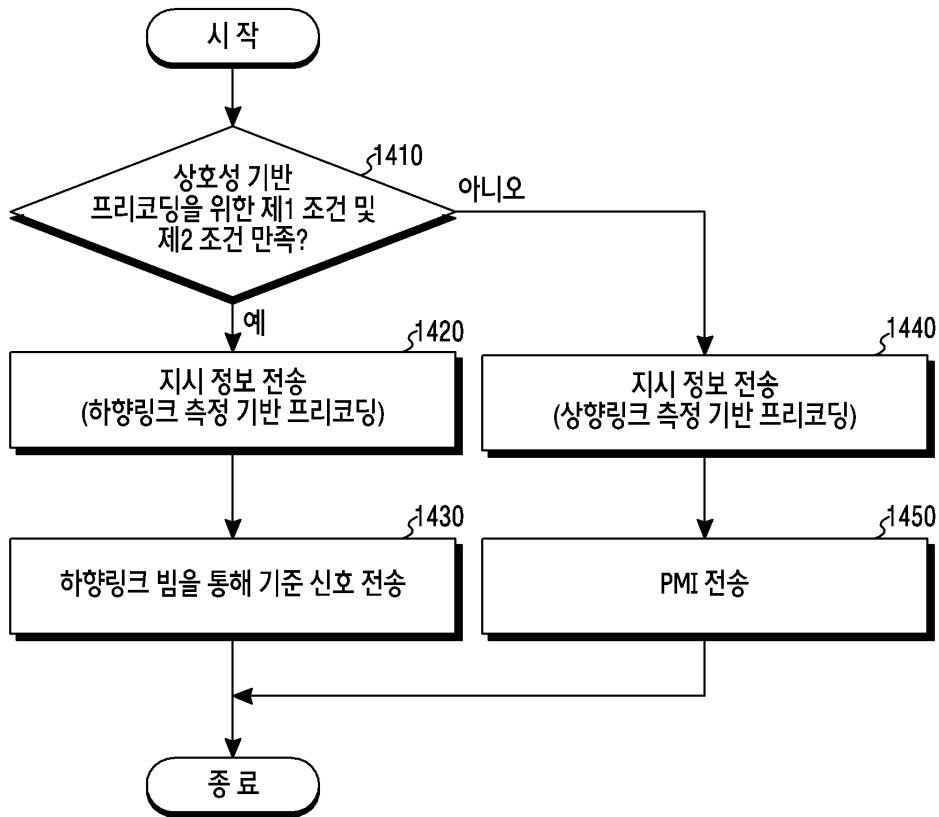 시 작
1410
상호성 기반
프리코딩을 위한 제1 조건 및
제2 조건 만족?
아니오
예
1420
지시 정보 전송
(하향링크 측정 기반 프리코딩)
1440
지시 정보 전송
(상향링크 측정 기반 프리코딩)
1430
하향링크 빔을 통해 기준 신호 전송
1450
PMI 전송
종 료